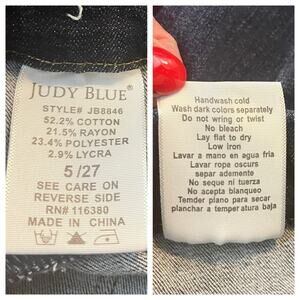 JUDY BLUE®
STYLE# JB8846
52.2% COTTON
21.5% RAYON
23.4% POLYESTER
2.9% LYCRA
5/27
SEE CARE ON
REVERSE SIDE
RN# 116380
MADE IN CHINA
Handwash cold
Wash dark colors separately
Do not wring or twist
No bleach
Lay flat to dry
Low iron
Lavar a mano en agua fria
Lavar ropa oscurs
separ ademente
No seque ni tuerza
No acepta blanqueo
Temder plano para secar
planchar a temperatura baja